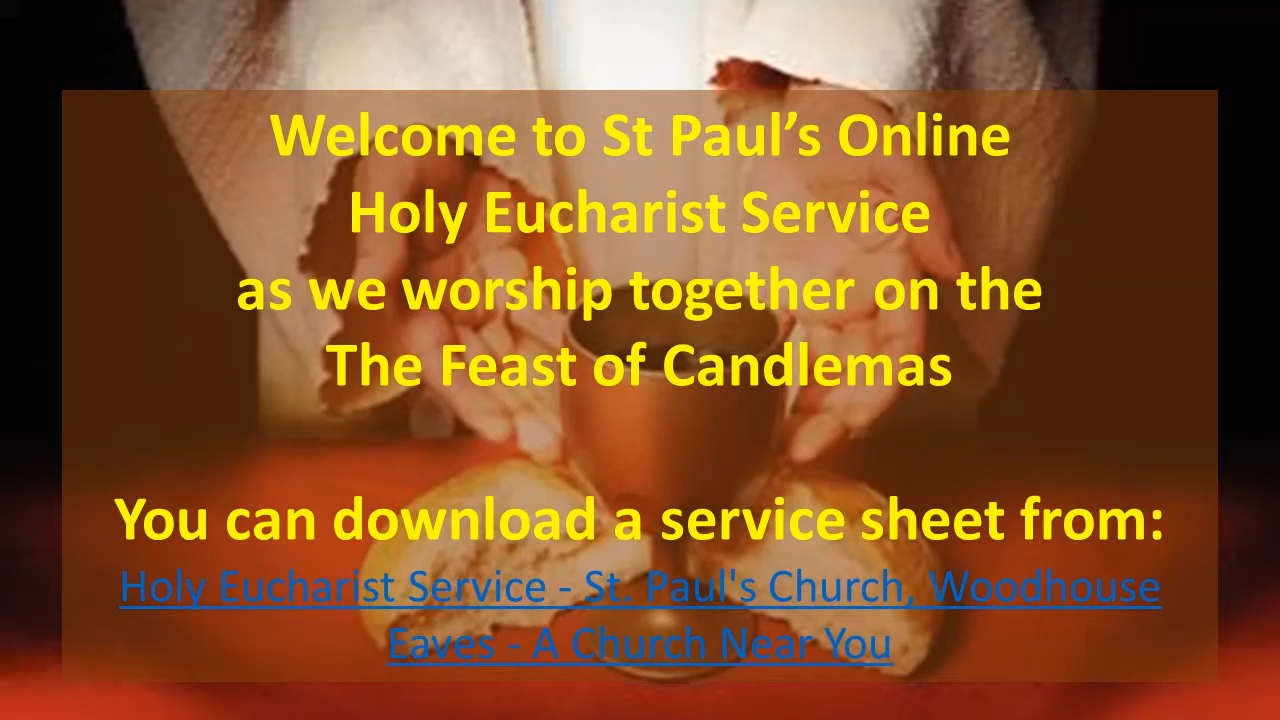 Welcome to St Paul’s Online
Holy Eucharist Service
as we worship together on the
The Feast of Candlemas
You can download a service sheet from:
Holy Eucharist Service - St. Paul's Church, Woodhouse
Eaves - A Church Near You